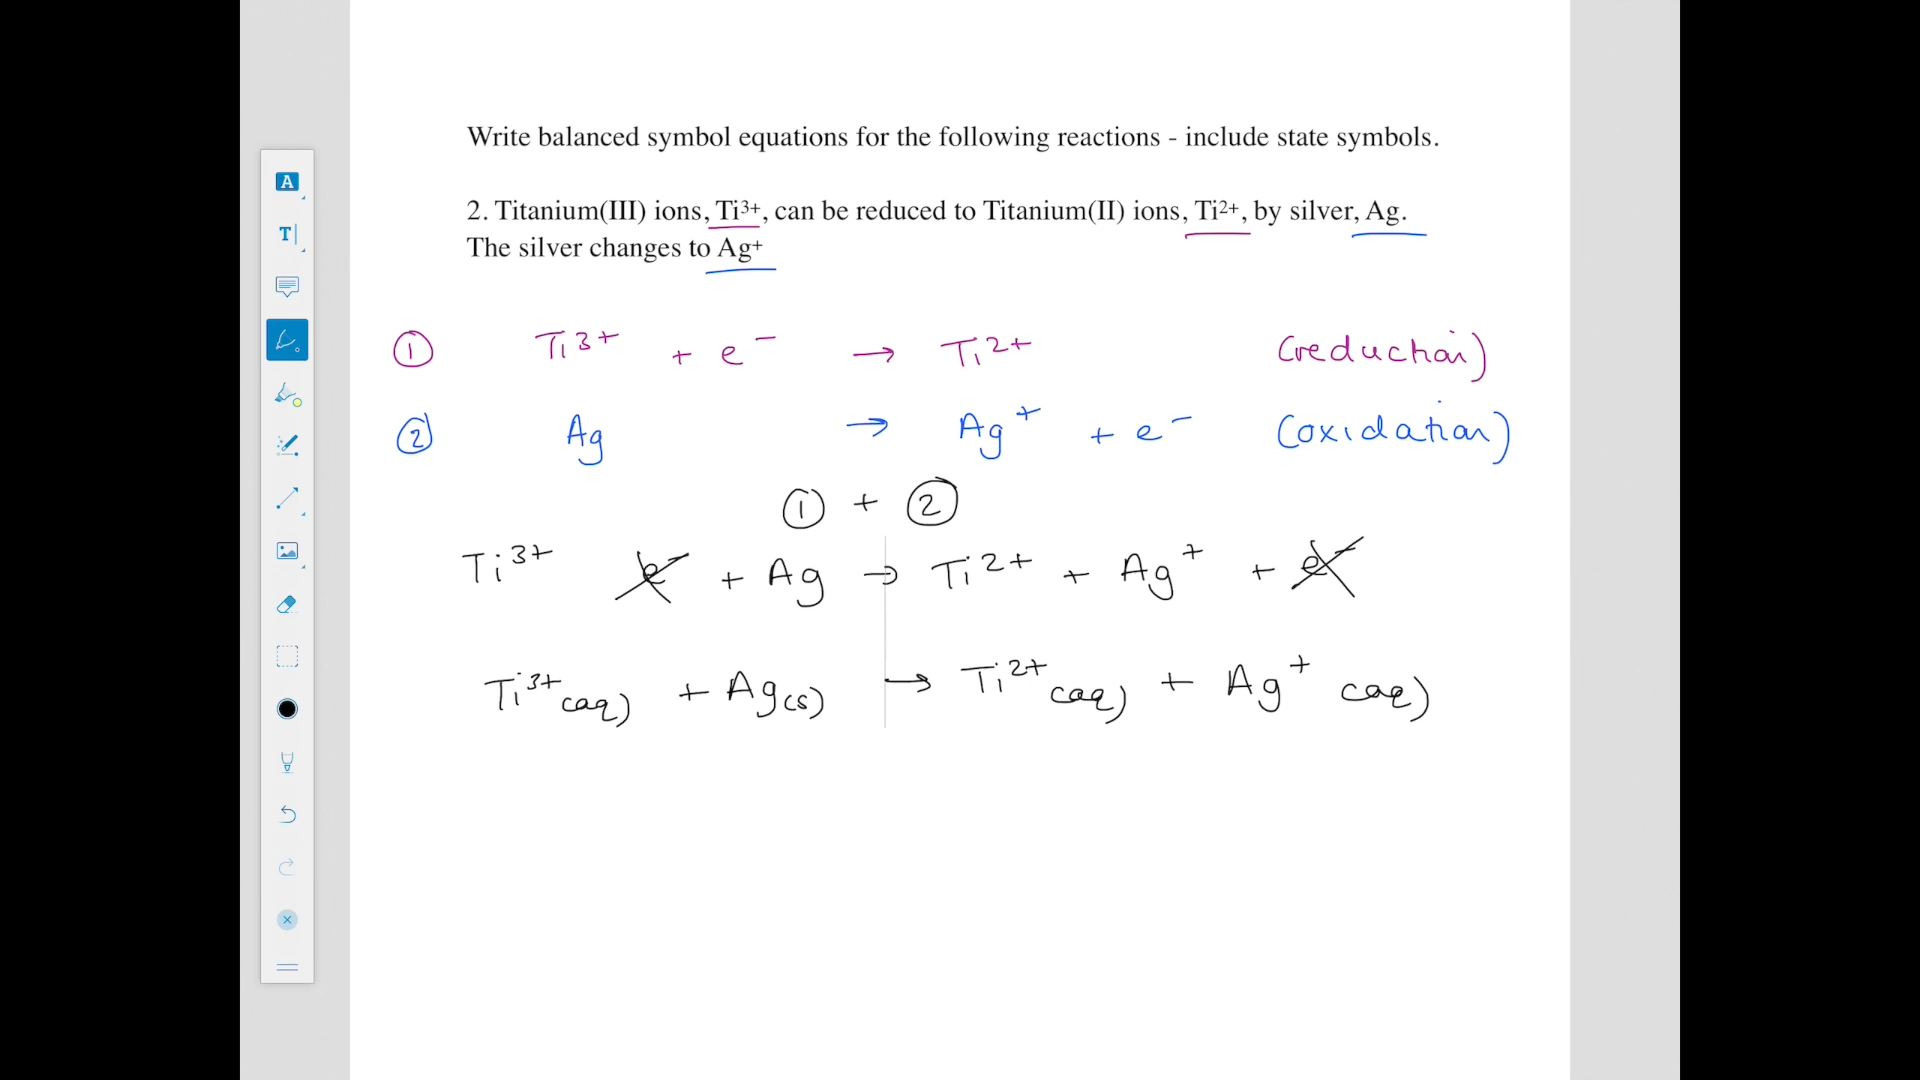 Write balanced symbol equations for the following reactions - include state symbols.
2. Titanium(III) ions, Ti³⁺, can be reduced to Titanium(II) ions, Ti²⁺, by silver, Ag.
The silver changes to Ag⁺
① Ti³⁺ + e⁻ → Ti²⁺ (reduction)
② Ag → Ag⁺ + e⁻ (oxidation)
① + ②
Ti³⁺ e⁻ + Ag → Ti²⁺ + Ag⁺ + e⁻
Ti³⁺(aq) + Ag(s) → Ti²⁺(aq) + Ag⁺(aq)